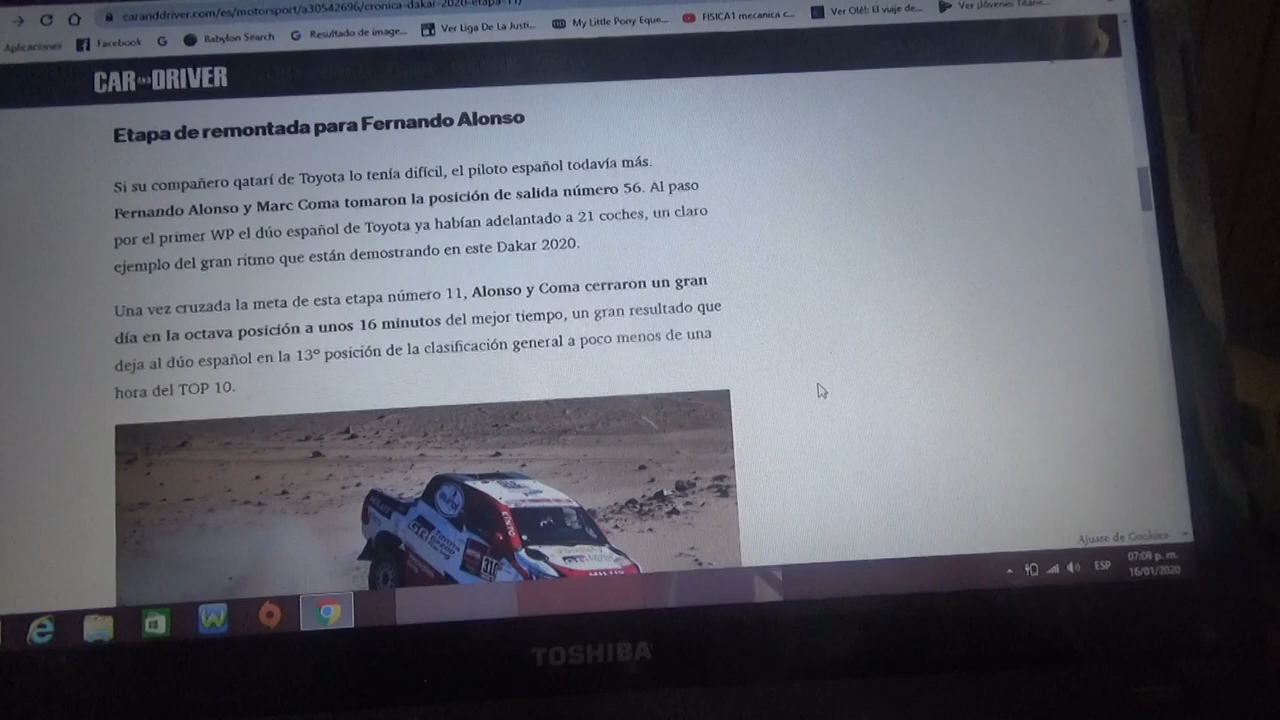 caranddriver.com/es/motorsport/a30542696/cronica-dakar-2020-etapa-11/
Aplicaciones Facebook Babylon Search Resultado de image... Ver Liga De La Justi... My Little Pony Eque... FISICA1 mecanica c... Ver Olé!: El viaje de... Ver ¡Jóvenes Titane...
CAR AND DRIVER
Etapa de remontada para Fernando Alonso
Si su compañero qatarí de Toyota lo tenía difícil, el piloto español todavía más.
Fernando Alonso y Marc Coma tomaron la posición de salida número 56. Al paso
por el primer WP el dúo español de Toyota ya habían adelantado a 21 coches, un claro
ejemplo del gran ritmo que están demostrando en este Dakar 2020.
Una vez cruzada la meta de esta etapa número 11, Alonso y Coma cerraron un gran
día en la octava posición a unos 16 minutos del mejor tiempo, un gran resultado que
deja al dúo español en la 13º posición de la clasificación general a poco menos de una
hora del TOP 10.
eurol
KINTO
GR
310
Ajuste de Cookies
ESP
07:09 p. m.
16/01/2020
TOSHIBA